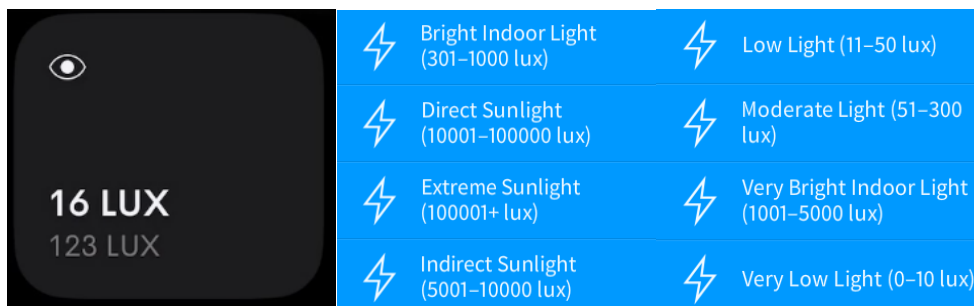 16 LUX
123 LUX
Bright Indoor Light
(301–1000 lux)
Direct Sunlight
(10001–100000 lux)
Extreme Sunlight
(100001+ lux)
Indirect Sunlight
(5001–10000 lux)
Low Light (11–50 lux)
Moderate Light (51–300
lux)
Very Bright Indoor Light
(1001–5000 lux)
Very Low Light (0–10 lux)